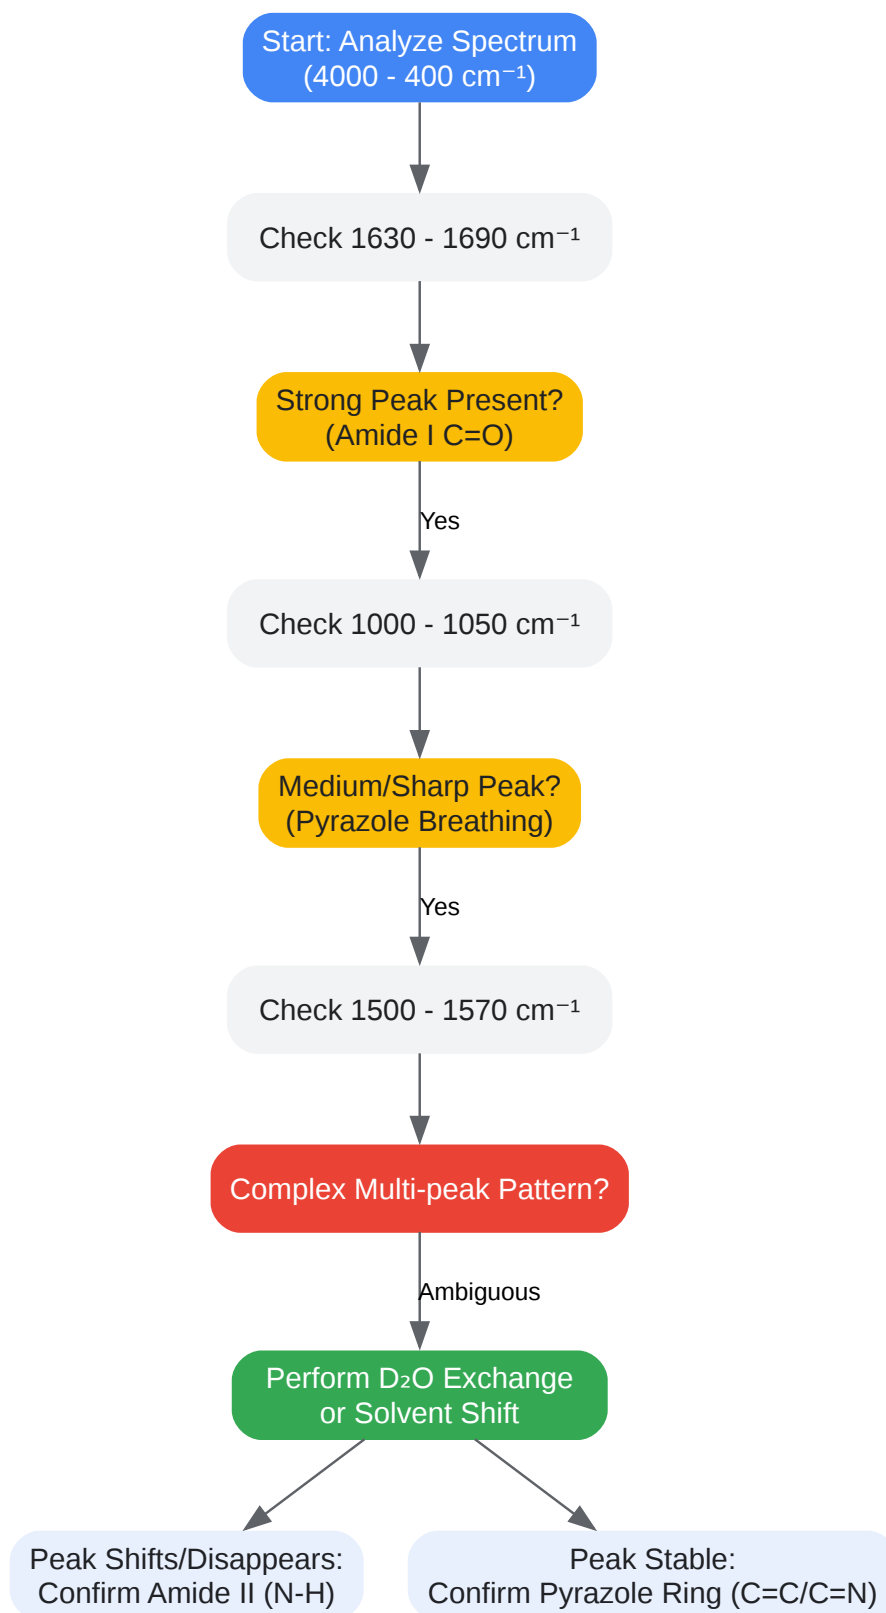 Start: Analyze Spectrum
(4000 - 400 cm⁻¹)
Check 1630 - 1690 cm⁻¹
Strong Peak Present?
(Amide I C=O)
Yes
Check 1000 - 1050 cm⁻¹
Medium/Sharp Peak?
(Pyrazole Breathing)
Yes
Check 1500 - 1570 cm⁻¹
Complex Multi-peak Pattern?
Ambiguous
Perform D₂O Exchange
or Solvent Shift
Peak Shifts/Disappears:
Confirm Amide II (N-H)
Peak Stable:
Confirm Pyrazole Ring (C=C/C=N)